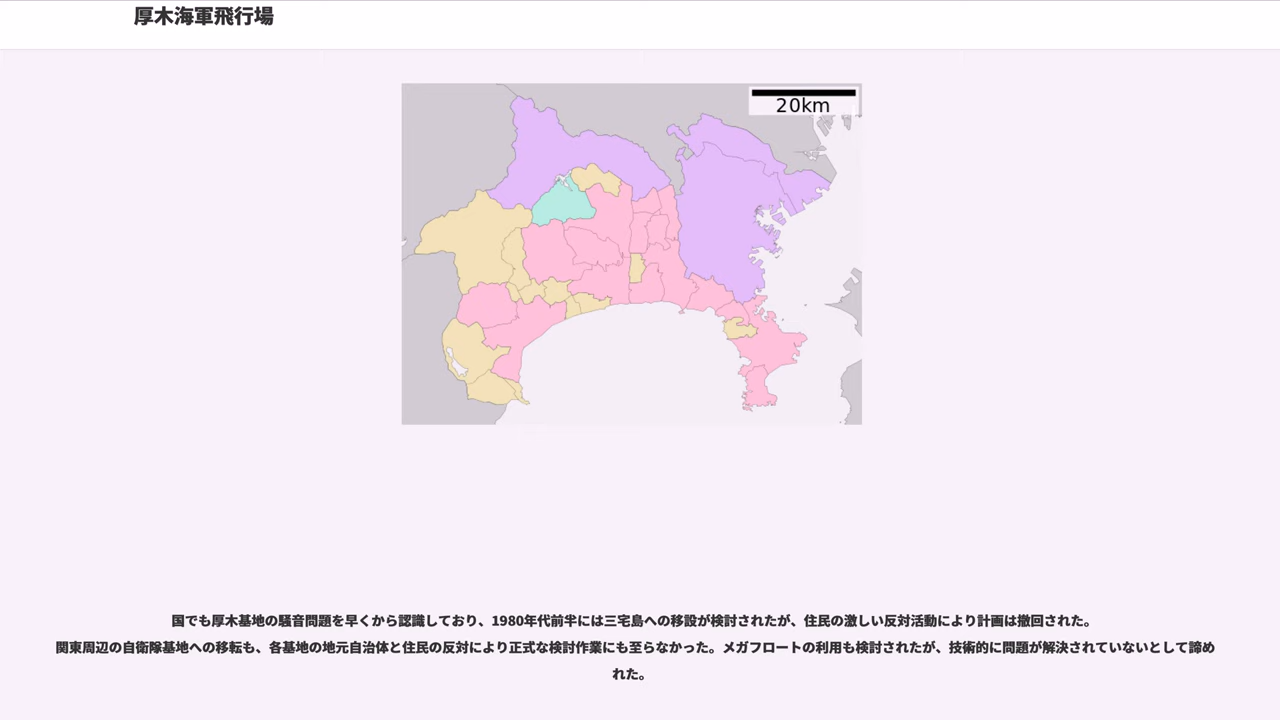 厚木海軍飛行場
20km
国でも厚木基地の騒音問題を早くから認識しており、1980年代前半には三宅島への移設が検討されたが、住民の激しい反対活動により計画は撤回された。
関東周辺の自衛隊基地への移転も、各基地の地元自治体と住民の反対により正式な検討作業にも至らなかった。メガフロートの利用も検討されたが、技術的に問題が解決されていないとして諦め
れた。